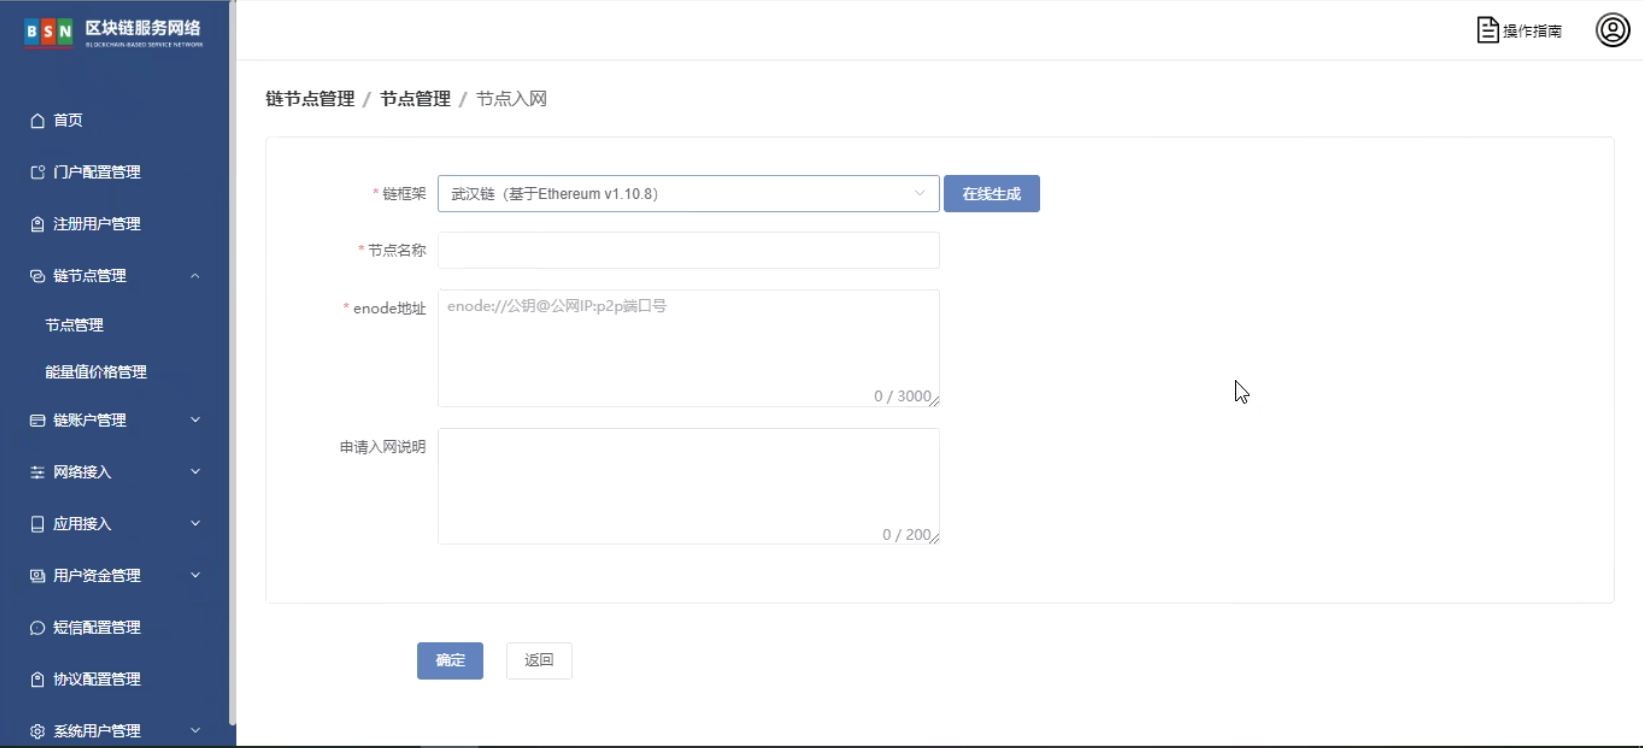 BSN 区块链服务网络
BLOCKCHAIN-BASED SERVICE NETWORK
操作指南
首页
门户配置管理
注册用户管理
链节点管理
节点管理
能量值价格管理
链账户管理
网络接入
应用接入
用户资金管理
短信配置管理
协议配置管理
系统用户管理
链节点管理 / 节点管理 / 节点入网
* 链框架 武汉链（基于Ethereum v1.10.8） 在线生成
* 节点名称
* enode地址 enode://公钥@公网IP:p2p端口号
0 / 3000
申请入网说明
0 / 200
确定 返回